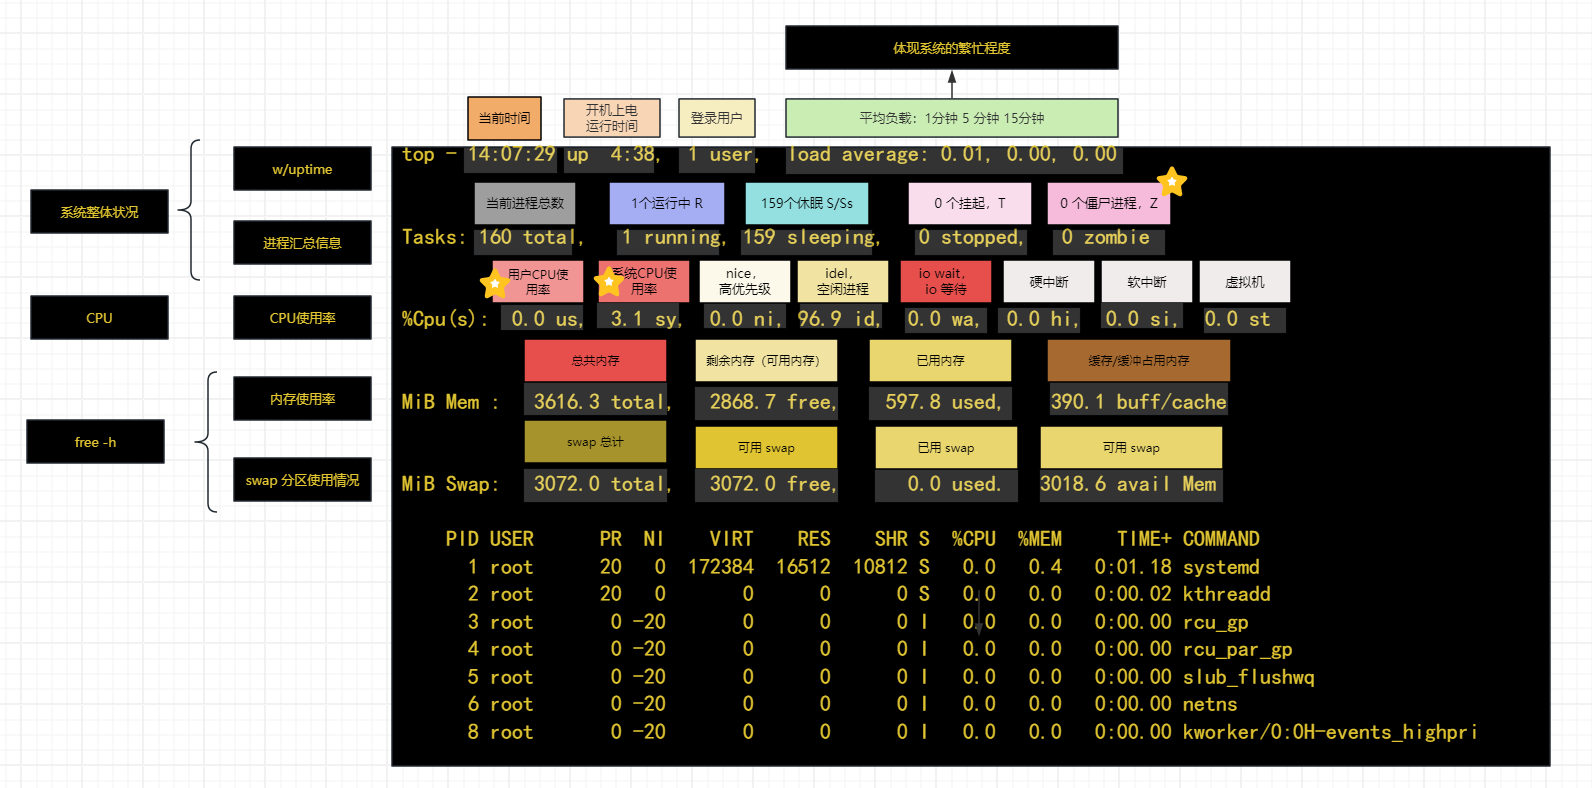 体现系统的繁忙程度
当前时间
开机上电
运行时间
登录用户
平均负载：1分钟 5 分钟 15分钟
系统整体状况
w/uptime
进程汇总信息
top - 14:07:29 up  4:38,  1 user,  load average: 0.01, 0.00, 0.00
当前进程总数
1个运行中 R
159个休眠 S/Ss
0 个挂起，T
0 个僵尸进程，Z
Tasks: 160 total,   1 running, 159 sleeping,   0 stopped,   0 zombie
CPU
CPU使用率
用户CPU使
用率
系统CPU使
用率
nice，
高优先级
idel，
空闲进程
io wait，
io 等待
硬中断
软中断
虚拟机
%Cpu(s):  0.0 us,  3.1 sy,  0.0 ni, 96.9 id,  0.0 wa,  0.0 hi,  0.0 si,  0.0 st
free -h
内存使用率
swap 分区使用情况
总共内存
剩余内存（可用内存）
已用内存
缓存/缓冲占用内存
MiB Mem :   3616.3 total,   2868.7 free,    597.8 used,    390.1 buff/cache
swap 总计
可用 swap
已用 swap
可用 swap
MiB Swap:   3072.0 total,   3072.0 free,      0.0 used.   3018.6 avail Mem
PID USER      PR  NI    VIRT    RES    SHR S  %CPU  %MEM     TIME+ COMMAND
1 root      20   0  172384  16512  10812 S   0.0   0.4   0:01.18 systemd
2 root      20   0       0      0      0 S   0.0   0.0   0:00.02 kthreadd
3 root       0 -20       0      0      0 I   0.0   0.0   0:00.00 rcu_gp
4 root       0 -20       0      0      0 I   0.0   0.0   0:00.00 rcu_par_gp
5 root       0 -20       0      0      0 I   0.0   0.0   0:00.00 slub_flushwq
6 root       0 -20       0      0      0 I   0.0   0.0   0:00.00 netns
8 root       0 -20       0      0      0 I   0.0   0.0   0:00.00 kworker/0:0H-events_highpri